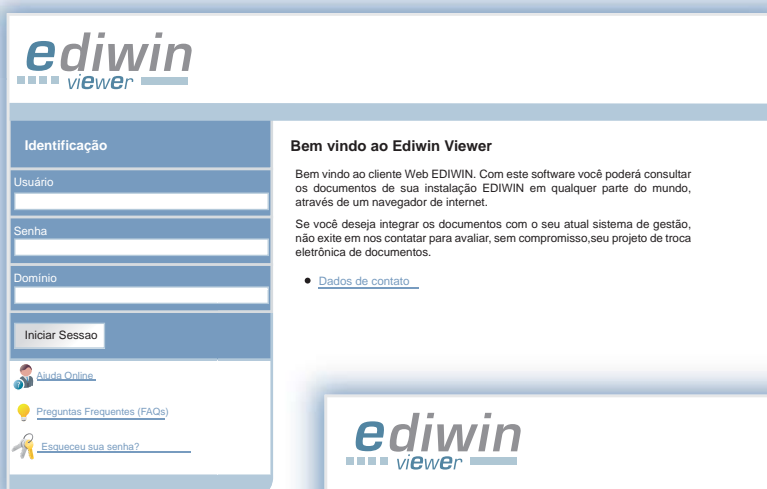 ediwin
viewer
Identificação
Usuário
Senha
Domínio
Iniciar Sessao
Ajuda Online
Preguntas Frequentes (FAQs)
Esqueceu sua senha?
Bem vindo ao Ediwin Viewer
Bem vindo ao cliente Web EDIWIN. Com este software você poderá consultar
os documentos de sua instalação EDIWIN em qualquer parte do mundo,
através de um navegador de internet.
Se você deseja integrar os documentos com o seu atual sistema de gestão,
não exite em nos contatar para avaliar, sem compromisso,seu projeto de troca
eletrônica de documentos.
Dados de contato
ediwin
viewer